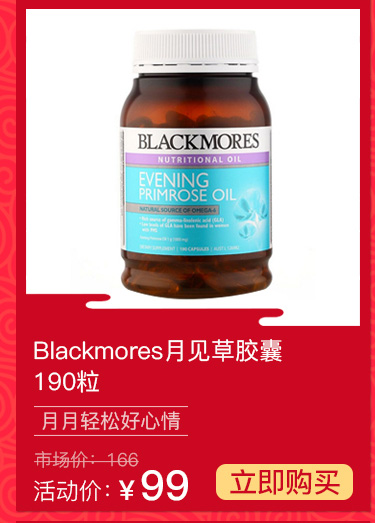 BLACKMORES
NUTRITIONAL OIL
EVENING
PRIMROSE OIL
NATURAL SOURCE OF OMEGA-6
Blackmores月见草胶囊
190粒
月月轻松好心情
市场价：166
活动价：¥99
立即购买